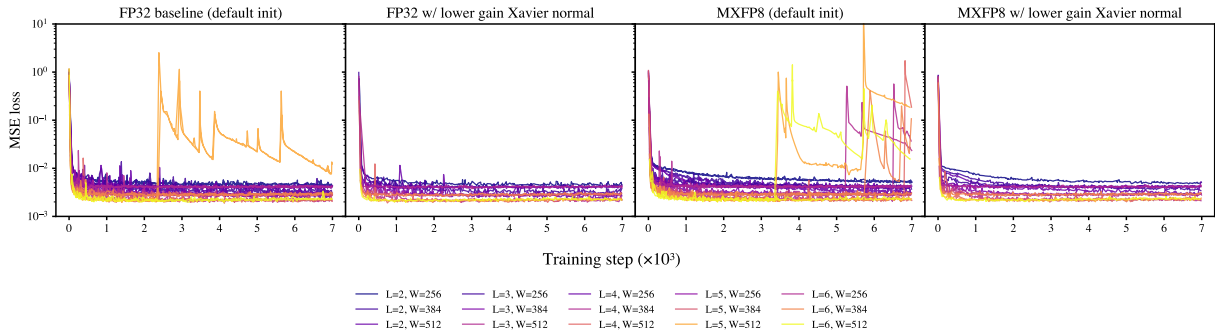 FP32 baseline (default init) FP32 w/ lower gain Xavier normal MXFP8 (default init) MXFP8 w/ lower gain Xavier normal
MSE loss
10¹
10⁰
10⁻¹
10⁻²
10⁻³
0 1 2 3 4 5 6 7 0 1 2 3 4 5 6 7 0 1 2 3 4 5 6 7 0 1 2 3 4 5 6 7
Training step (×10³)
L=2, W=256 L=3, W=256 L=4, W=256 L=5, W=256 L=6, W=256
L=2, W=384 L=3, W=384 L=4, W=384 L=5, W=384 L=6, W=384
L=2, W=512 L=3, W=512 L=4, W=512 L=5, W=512 L=6, W=512